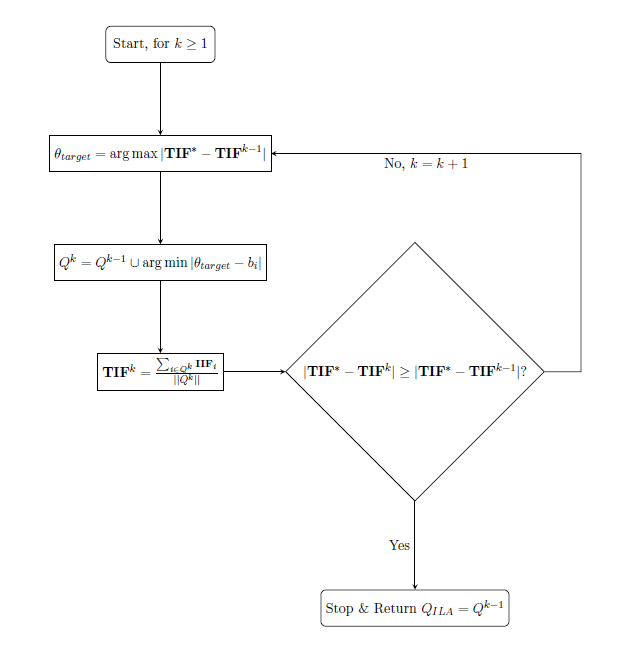 Start, for $k \geq 1$
$\theta_{target} = \arg\max |\mathbf{TIF}^* - \mathbf{TIF}^{k-1}|$
No, $k = k + 1$
$Q^k = Q^{k-1} \cup \arg\min |\theta_{target} - b_i|$
$\mathbf{TIF}^k = \frac{\sum_{i \in Q^k} \mathbf{IIF}_i}{||Q^k||}$
$|\mathbf{TIF}^* - \mathbf{TIF}^k| \geq |\mathbf{TIF}^* - \mathbf{TIF}^{k-1}|$?
Yes
Stop & Return $Q_{ILA} = Q^{k-1}$